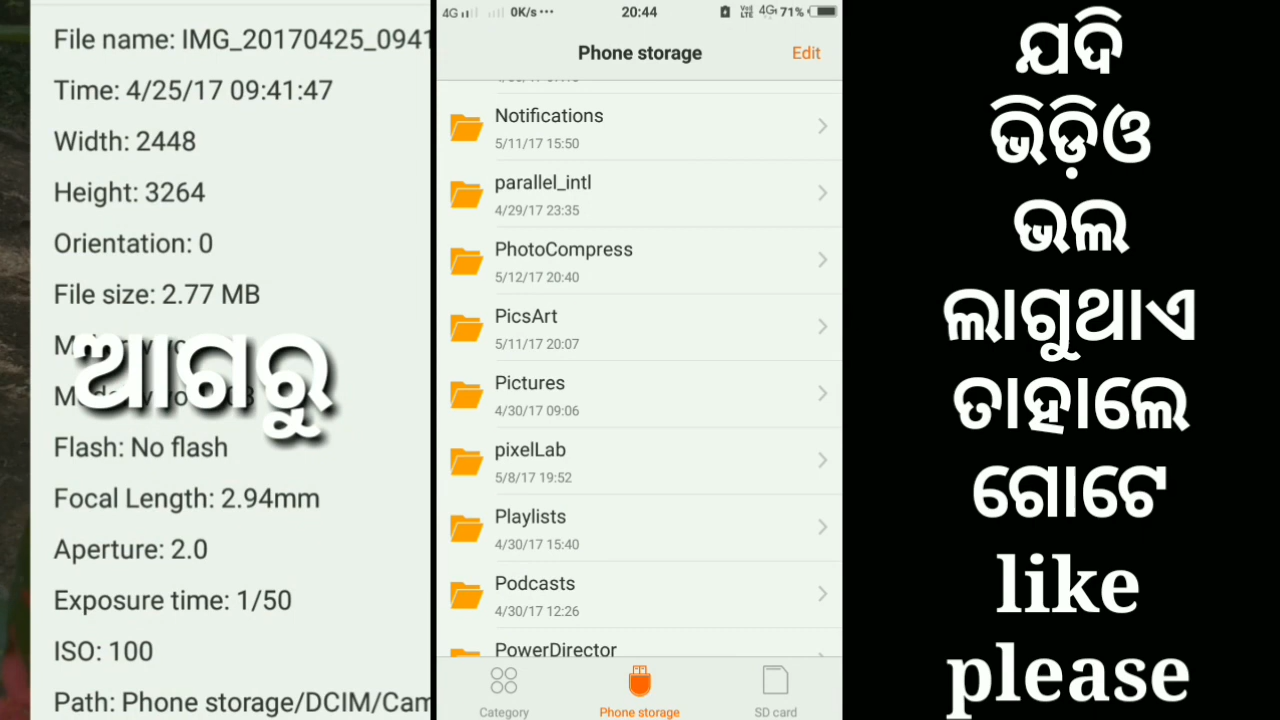 File name: IMG_20170425_0941
Time: 4/25/17 09:41:47
Width: 2448
Height: 3264
Orientation: 0
File size: 2.77 MB
ଆଗରୁ
Flash: No flash
Focal Length: 2.94mm
Aperture: 2.0
Exposure time: 1/50
ISO: 100
Path: Phone storage/DCIM/Cam
4G 0K/s ··· 20:44 VoLTE 4G 71%
Phone storage Edit
Notifications
5/11/17 15:50
parallel_intl
4/29/17 23:35
PhotoCompress
5/12/17 20:40
PicsArt
5/11/17 20:07
Pictures
4/30/17 09:06
pixelLab
5/8/17 19:52
Playlists
4/30/17 15:40
Podcasts
4/30/17 12:26
PowerDirector
Category Phone storage SD card
ଯଦି
ଭିଡ଼ିଓ
ଭଲ
ଲାଗୁଥାଏ
ତାହାଲେ
ଗୋଟେ
like
please